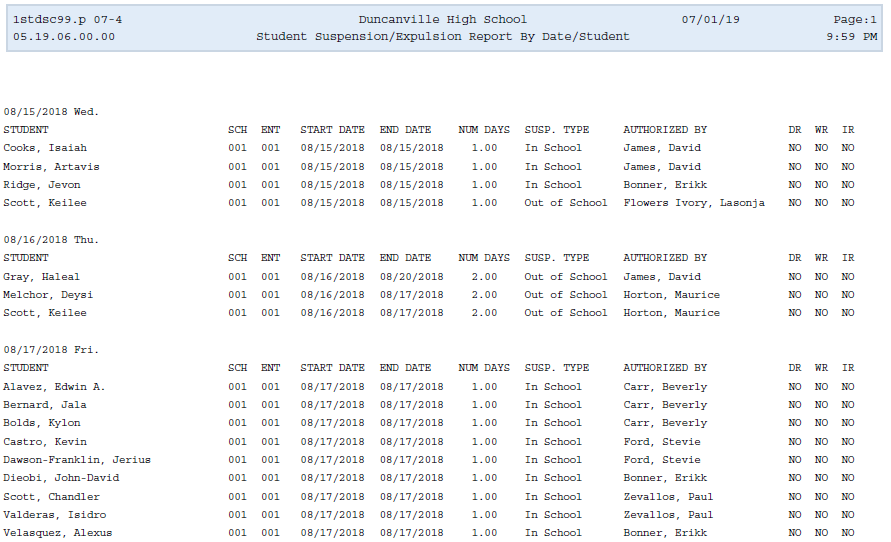 1stdsc99.p 07-4 Duncanville High School 07/01/19 Page:1
05.19.06.00.00 Student Suspension/Expulsion Report By Date/Student 9:59 PM
08/15/2018 Wed.
STUDENT SCH ENT START DATE END DATE NUM DAYS SUSP. TYPE AUTHORIZED BY DR WR IR
Cooks, Isaiah 001 001 08/15/2018 08/15/2018 1.00 In School James, David NO NO NO
Morris, Artavis 001 001 08/15/2018 08/15/2018 1.00 In School James, David NO NO NO
Ridge, Jevon 001 001 08/15/2018 08/15/2018 1.00 In School Bonner, Erikk NO NO NO
Scott, Keilee 001 001 08/15/2018 08/15/2018 1.00 Out of School Flowers Ivory, Lasonja NO NO NO
08/16/2018 Thu.
STUDENT SCH ENT START DATE END DATE NUM DAYS SUSP. TYPE AUTHORIZED BY DR WR IR
Gray, Haleal 001 001 08/16/2018 08/20/2018 2.00 Out of School James, David NO NO NO
Melchor, Deysi 001 001 08/16/2018 08/17/2018 2.00 Out of School Horton, Maurice NO NO NO
Scott, Keilee 001 001 08/16/2018 08/17/2018 2.00 Out of School Horton, Maurice NO NO NO
08/17/2018 Fri.
STUDENT SCH ENT START DATE END DATE NUM DAYS SUSP. TYPE AUTHORIZED BY DR WR IR
Alavez, Edwin A. 001 001 08/17/2018 08/17/2018 1.00 In School Carr, Beverly NO NO NO
Bernard, Jala 001 001 08/17/2018 08/17/2018 1.00 In School Carr, Beverly NO NO NO
Bolds, Kylon 001 001 08/17/2018 08/17/2018 1.00 In School Carr, Beverly NO NO NO
Castro, Kevin 001 001 08/17/2018 08/17/2018 1.00 In School Ford, Stevie NO NO NO
Dawson-Franklin, Jerius 001 001 08/17/2018 08/17/2018 1.00 In School Ford, Stevie NO NO NO
Dieobi, John-David 001 001 08/17/2018 08/17/2018 1.00 In School Bonner, Erikk NO NO NO
Scott, Chandler 001 001 08/17/2018 08/17/2018 1.00 In School Zevallos, Paul NO NO NO
Valderas, Isidro 001 001 08/17/2018 08/17/2018 1.00 In School Zevallos, Paul NO NO NO
Velasquez, Alexus 001 001 08/17/2018 08/17/2018 1.00 In School Bonner, Erikk NO NO NO